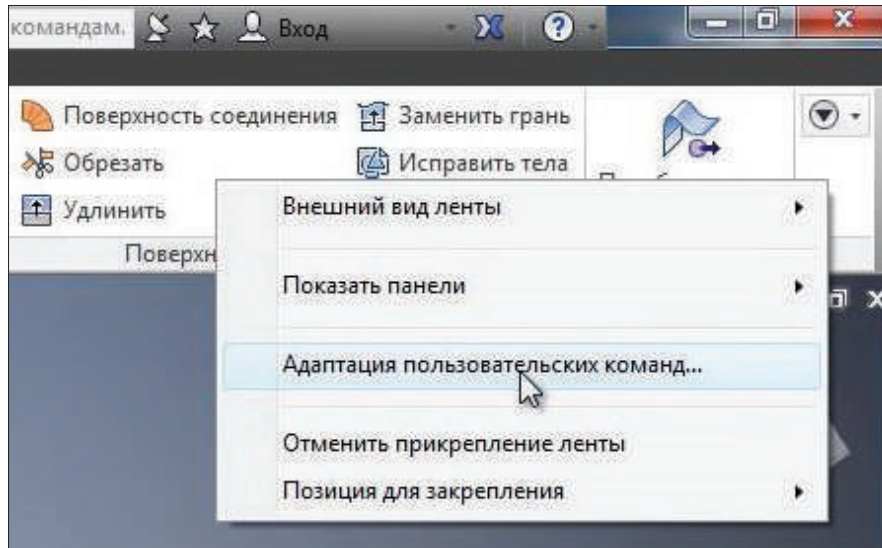 командам.
Вход
?
Поверхность соединения
Заменить грань
Обрезать
Исправить тела
Удлинить
Поверхн
Внешний вид ленты
Показать панели
Адаптация пользовательских команд...
Отменить прикрепление ленты
Позиция для закрепления